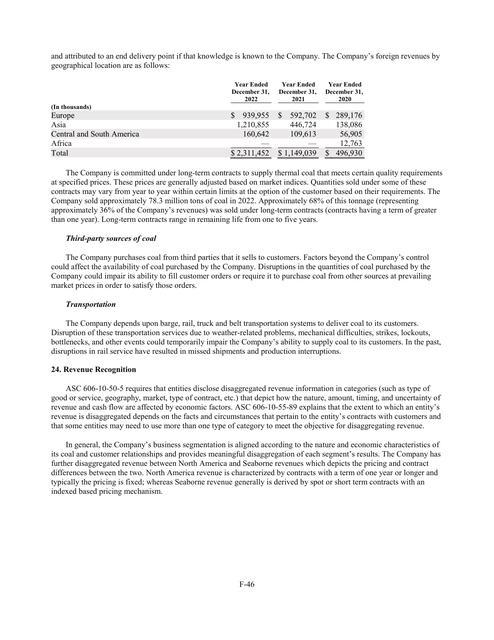 and attributed to an end delivery point if that knowledge is known to the Company. The Company's foreign revenues by
geographical location are as follows:
(In thousands) Year Ended December 31, 2022 Year Ended December 31, 2021 Year Ended December 31, 2020
Europe $ 939,955 $ 592,702 $ 289,176
Asia 1,210,855 446,724 138,086
Central and South America 160,642 109,613 56,905
Africa — — 12,763
Total $ 2,311,452 $ 1,149,039 $ 496,930
The Company is committed under long-term contracts to supply thermal coal that meets certain quality requirements
at specified prices. These prices are generally adjusted based on market indices. Quantities sold under some of these
contracts may vary from year to year within certain limits at the option of the customer based on their requirements. The
Company sold approximately 78.3 million tons of coal in 2022. Approximately 68% of this tonnage (representing
approximately 36% of the Company's revenues) was sold under long-term contracts (contracts having a term of greater
than one year). Long-term contracts range in remaining life from one to five years.
Third-party sources of coal
The Company purchases coal from third parties that it sells to customers. Factors beyond the Company's control
could affect the availability of coal purchased by the Company. Disruptions in the quantities of coal purchased by the
Company could impair its ability to fill customer orders or require it to purchase coal from other sources at prevailing
market prices in order to satisfy those orders.
Transportation
The Company depends upon barge, rail, truck and belt transportation systems to deliver coal to its customers.
Disruption of these transportation services due to weather-related problems, mechanical difficulties, strikes, lockouts,
bottlenecks, and other events could temporarily impair the Company's ability to supply coal to its customers. In the past,
disruptions in rail service have resulted in missed shipments and production interruptions.
24. Revenue Recognition
ASC 606-10-50-5 requires that entities disclose disaggregated revenue information in categories (such as type of
good or service, geography, market, type of contract, etc.) that depict how the nature, amount, timing, and uncertainty of
revenue and cash flow are affected by economic factors. ASC 606-10-55-89 explains that the extent to which an entity's
revenue is disaggregated depends on the facts and circumstances that pertain to the entity's contracts with customers and
that some entities may need to use more than one type of category to meet the objective for disaggregating revenue.
In general, the Company's business segmentation is aligned according to the nature and economic characteristics of
its coal and customer relationships and provides meaningful disaggregation of each segment's results. The Company has
further disaggregated revenue between North America and Seaborne revenues which depicts the pricing and contract
differences between the two. North America revenue is characterized by contracts with a term of one year or longer and
typically the pricing is fixed; whereas Seaborne revenue generally is derived by spot or short term contracts with an
indexed based pricing mechanism.
F-46